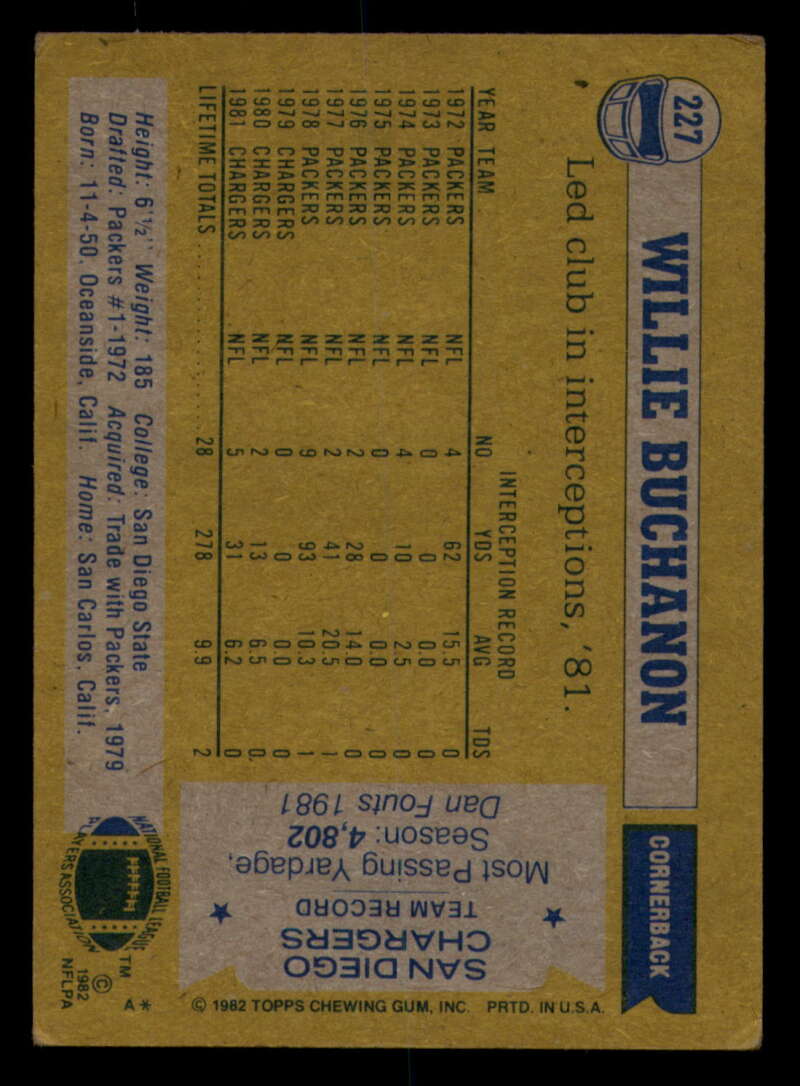 227
WILLIE BUCHANON
CORNERBACK
Led club in interceptions, '81.
INTERCEPTION RECORD
YEAR TEAM NO YDS AVG TDS
1972 PACKERS NFL 4 62 15.5 0
1973 PACKERS NFL 0 0 0.0 0
1974 PACKERS NFL 4 10 2.5 0
1975 PACKERS NFL 0 0 0.0 0
1976 PACKERS NFL 2 28 14.0 0
1977 PACKERS NFL 2 41 20.5 1
1978 PACKERS NFL 9 93 10.3 1
1979 CHARGERS NFL 0 0 0.0 0
1980 CHARGERS NFL 2 13 6.5 0
1981 CHARGERS NFL 5 31 6.2 0
LIFETIME TOTALS 28 278 9.9 2
Height: 6'½" Weight: 185 College: San Diego State
Drafted: Packers #1-1972 Acquired: Trade with Packers, 1979
Born: 11-4-50, Oceanside, Calif. Home: San Carlos, Calif.
SAN DIEGO
CHARGERS
TEAM RECORD
Most Passing Yardage,
Season: 4,802
Dan Fouts 1981
NATIONAL FOOTBALL LEAGUE
PLAYERS ASSOCIATION
TM
©
1982
NFLPA
A*
© 1982 TOPPS CHEWING GUM, INC. PRTD. IN U.S.A.